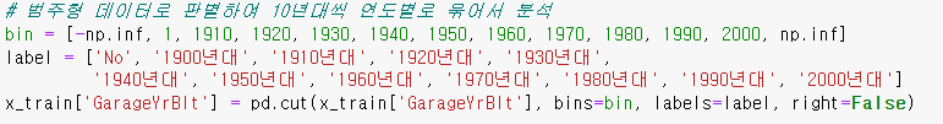 # 범주형 데이터로 판별하여 10년대씩 연도별로 묶어서 분석
bin = [-np.inf, 1, 1910, 1920, 1930, 1940, 1950, 1960, 1970, 1980, 1990, 2000, np.inf]
label = ['No', '1900년대', '1910년대', '1920년대', '1930년대',
'1940년대', '1950년대', '1960년대', '1970년대', '1980년대', '1990년대', '2000년대']
x_train['GarageYrBlt'] = pd.cut(x_train['GarageYrBlt'], bins=bin, labels=label, right=False)